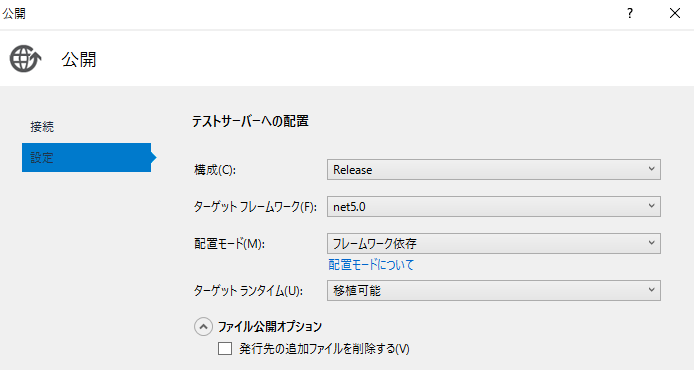 公開
? ×
公開
接続
設定
テストサーバーへの配置
構成(C): Release
ターゲット フレームワーク(F): net5.0
配置モード(M): フレームワーク依存
配置モードについて
ターゲット ランタイム(U): 移植可能
ファイル公開オプション
発行先の追加ファイルを削除する(V)